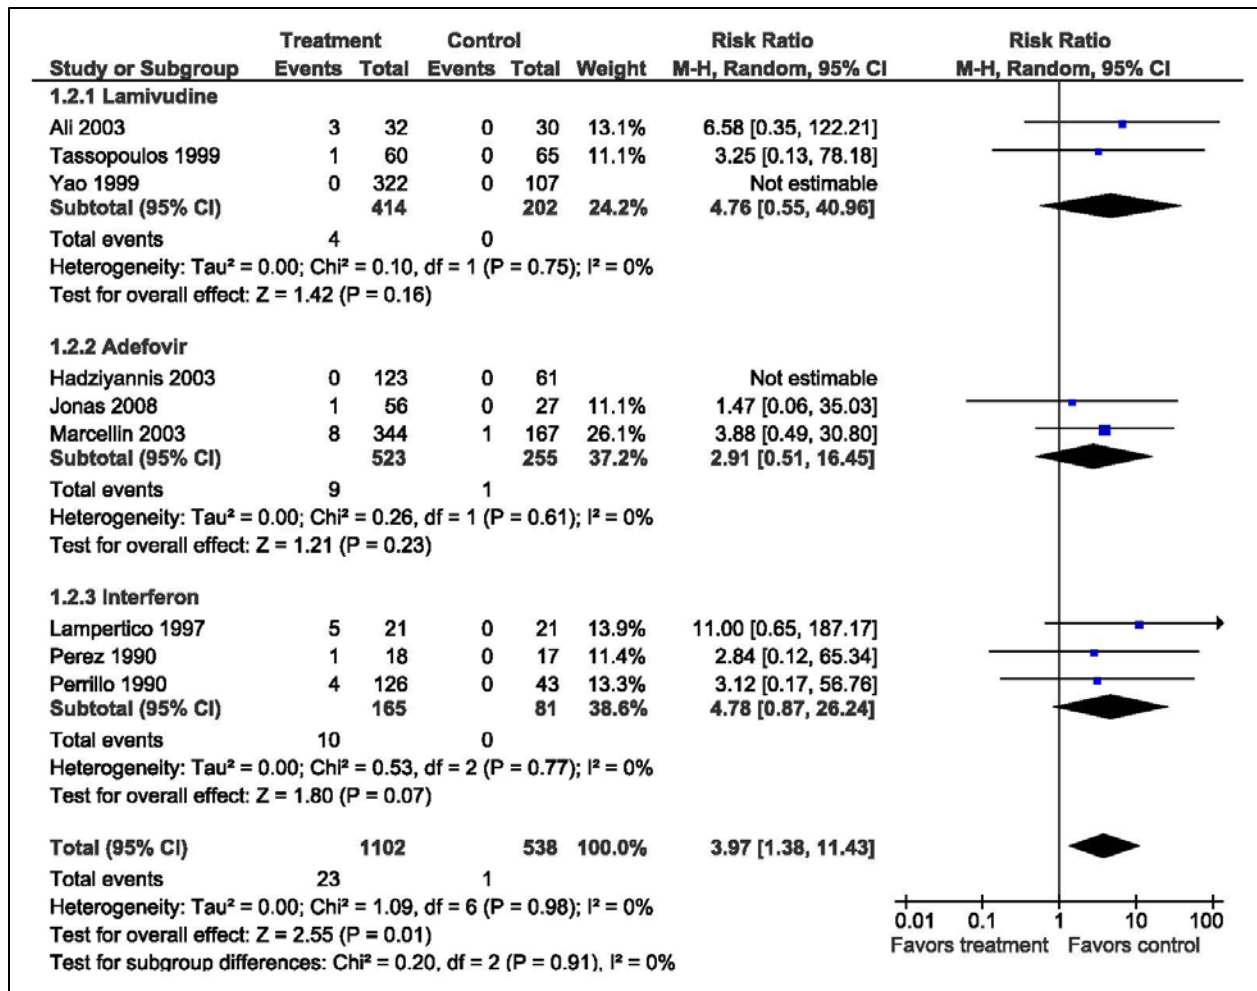 Treatment Control Risk Ratio Risk Ratio
Study or Subgroup Events Total Events Total Weight M-H, Random, 95% CI M-H, Random, 95% CI
1.2.1 Lamivudine
Ali 2003 3 32 0 30 13.1% 6.58 [0.35, 122.21]
Tassopoulos 1999 1 60 0 65 11.1% 3.25 [0.13, 78.18]
Yao 1999 0 322 0 107 Not estimable
Subtotal (95% CI) 414 202 24.2% 4.76 [0.55, 40.96]
Total events 4 0
Heterogeneity: Tau² = 0.00; Chi² = 0.10, df = 1 (P = 0.75); I² = 0%
Test for overall effect: Z = 1.42 (P = 0.16)
1.2.2 Adefovir
Hadziyannis 2003 0 123 0 61 Not estimable
Jonas 2008 1 56 0 27 11.1% 1.47 [0.06, 35.03]
Marcellin 2003 8 344 1 167 26.1% 3.88 [0.49, 30.80]
Subtotal (95% CI) 523 255 37.2% 2.91 [0.51, 16.45]
Total events 9 1
Heterogeneity: Tau² = 0.00; Chi² = 0.26, df = 1 (P = 0.61); I² = 0%
Test for overall effect: Z = 1.21 (P = 0.23)
1.2.3 Interferon
Lampertico 1997 5 21 0 21 13.9% 11.00 [0.65, 187.17]
Perez 1990 1 18 0 17 11.4% 2.84 [0.12, 65.34]
Perrillo 1990 4 126 0 43 13.3% 3.12 [0.17, 56.76]
Subtotal (95% CI) 165 81 38.6% 4.78 [0.87, 26.24]
Total events 10 0
Heterogeneity: Tau² = 0.00; Chi² = 0.53, df = 2 (P = 0.77); I² = 0%
Test for overall effect: Z = 1.80 (P = 0.07)
Total (95% CI) 1102 538 100.0% 3.97 [1.38, 11.43]
Total events 23 1
Heterogeneity: Tau² = 0.00; Chi² = 1.09, df = 6 (P = 0.98); I² = 0%
Test for overall effect: Z = 2.55 (P = 0.01)
Test for subgroup differences: Chi² = 0.20, df = 2 (P = 0.91), I² = 0%
0.01 0.1 1 10 100
Favors treatment Favors control